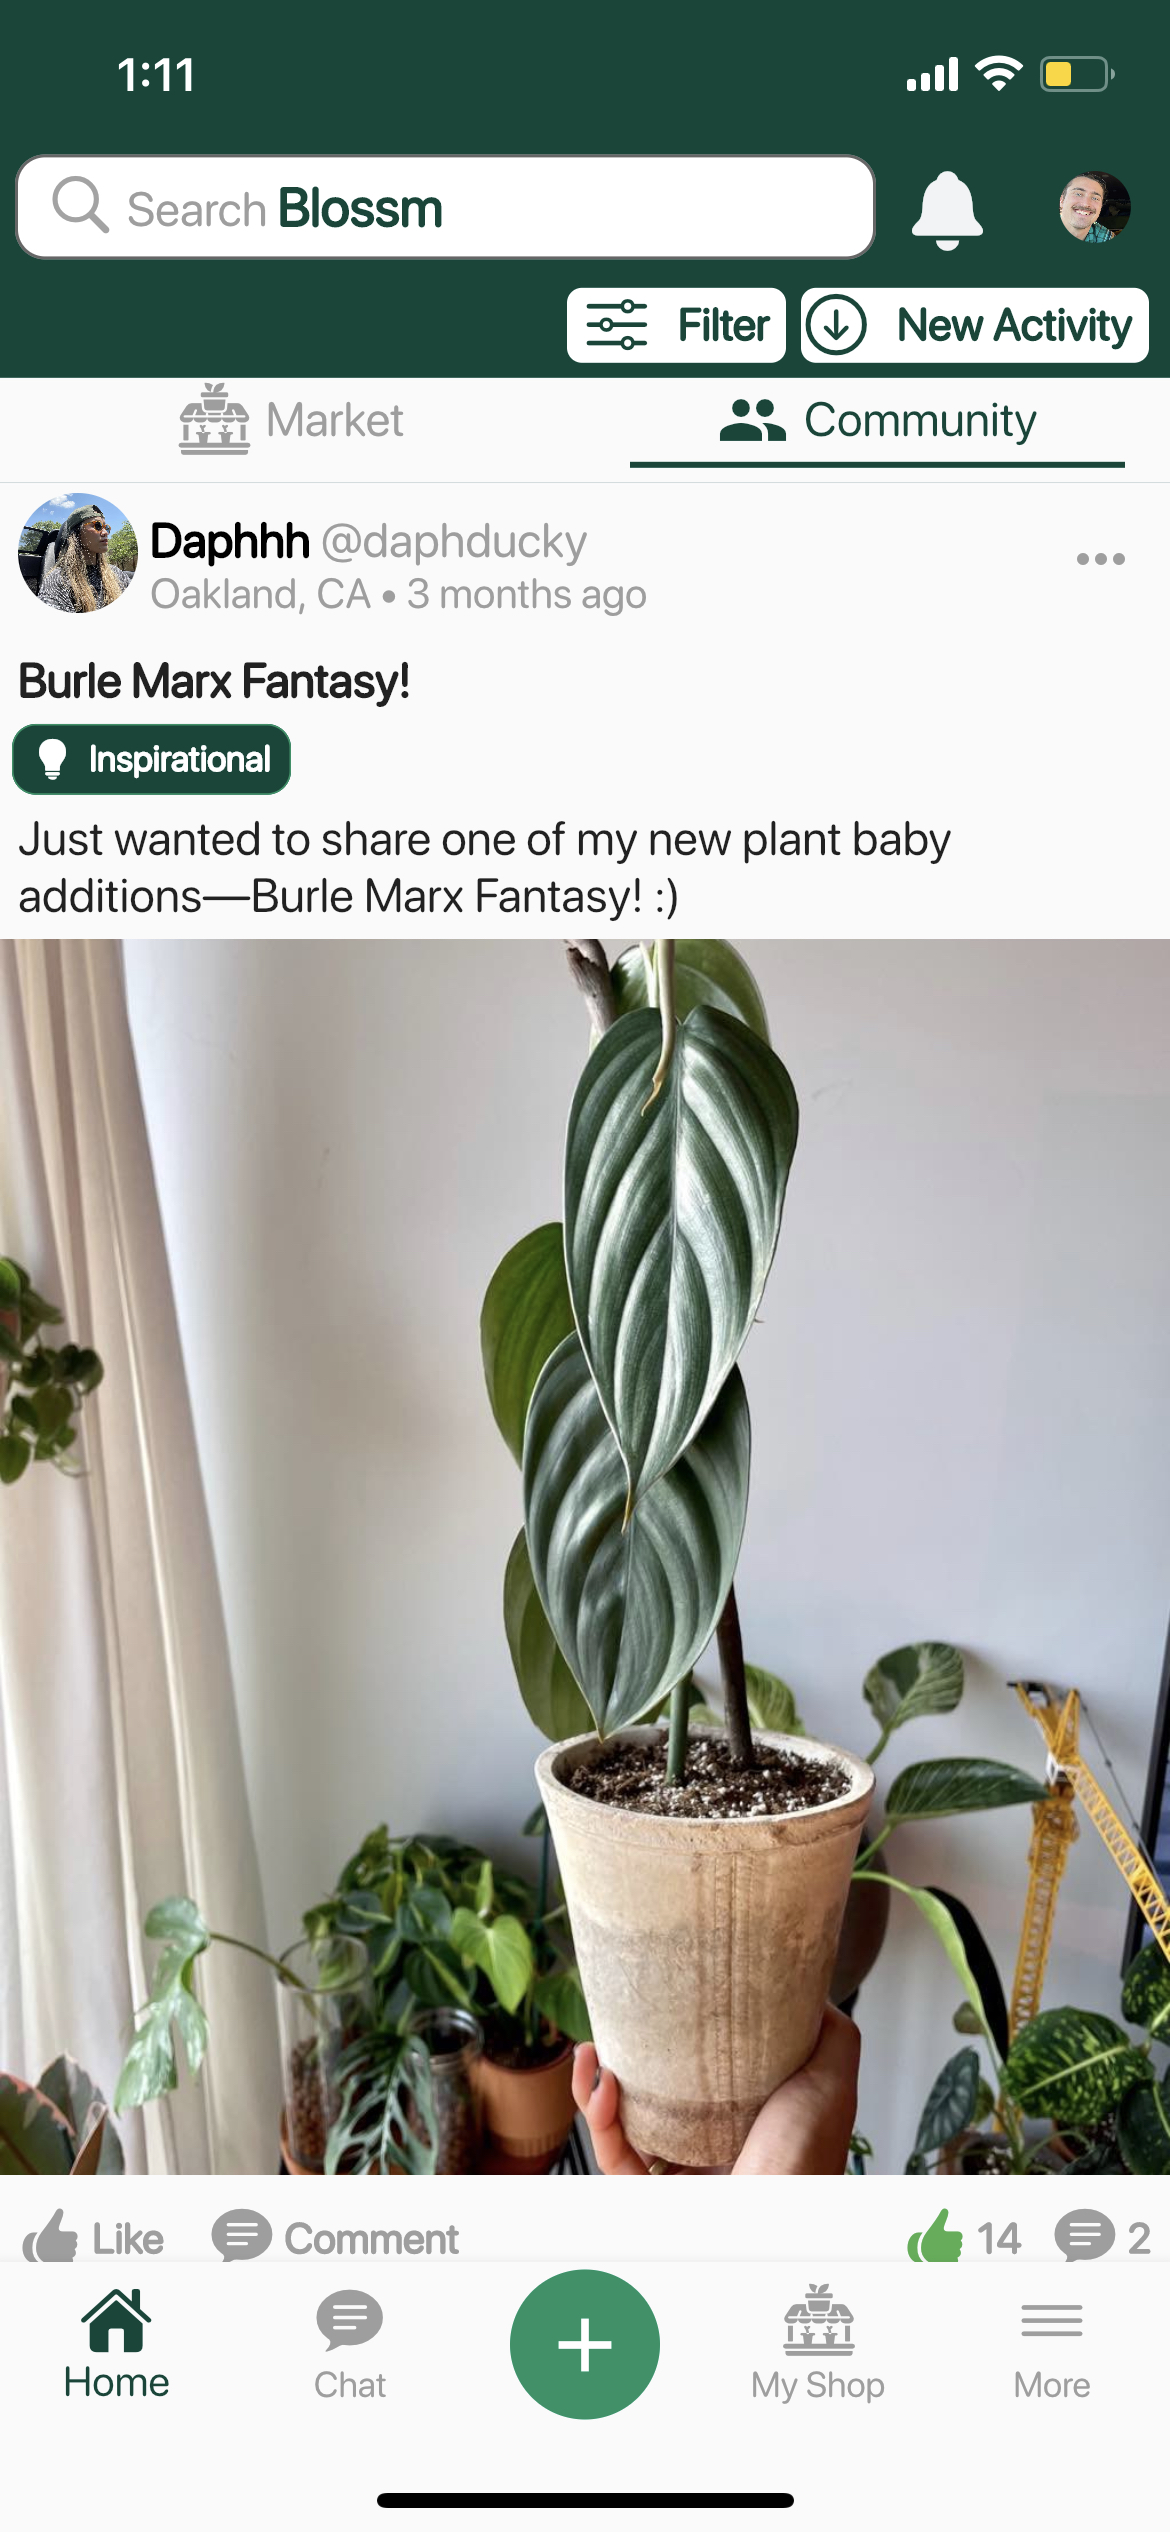 1:11
Search Blossm
Filter
New Activity
Market
Community
Daphhh @daphducky
Oakland, CA • 3 months ago
Burle Marx Fantasy!
Inspirational
Just wanted to share one of my new plant baby
additions—Burle Marx Fantasy! :)
Like
Comment
14
2
Home
Chat
My Shop
More